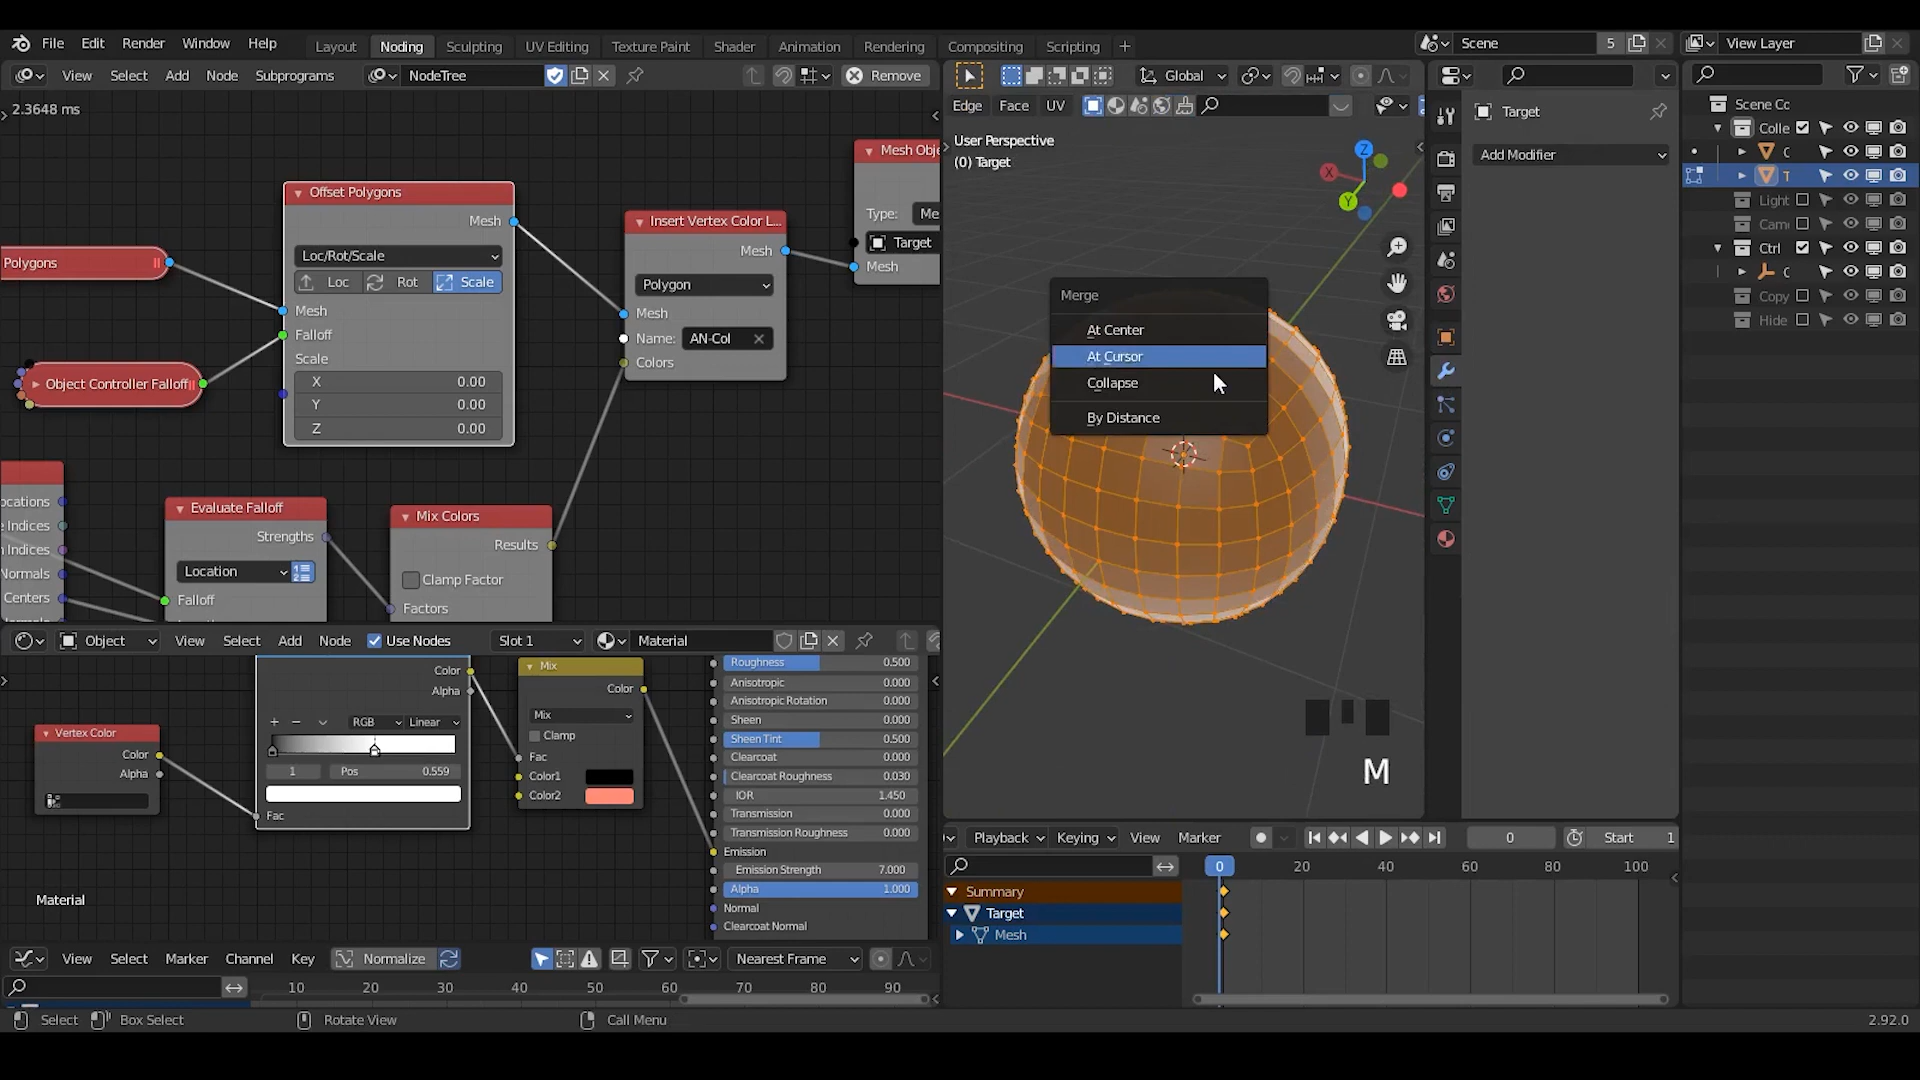 File Edit Render Window Help Layout Noding Sculpting UV Editing Texture Paint Shader Animation Rendering Compositing Scripting + Scene 5 View Layer
View Select Add Node Subprograms NodeTree Remove Global
Edge Face UV
2.3648 ms
User Perspective
(0) Target
Target
Add Modifier
Scene Cc
Colle
C
T
Light
Cam
Ctrl
C
Copy
Hide
Offset Polygons
Mesh
Loc/Rot/Scale
Loc Rot Scale
Mesh
Falloff
Scale
X 0.00
Y 0.00
Z 0.00
Polygons
Object Controller Falloff
Insert Vertex Color L...
Mesh
Polygon
Mesh
Name: AN-Col
Colors
Mesh Obje
Type: Me
Target
Mesh
X
Y
Z
Merge
At Center
At Cursor
Collapse
By Distance
M
ocations
e Indices
n Indices
Normals
Centers
Evaluate Falloff
Strengths
Location
Falloff
Mix Colors
Results
Clamp Factor
Factors
Object View Select Add Node Use Nodes Slot 1 Material
Vertex Color
Color
Alpha
Color
Alpha
+ − RGB Linear
1 Pos 0.559
Fac
Mix
Color
Mix
Clamp
Fac
Color1
Color2
Roughness 0.500
Anisotropic 0.000
Anisotropic Rotation 0.000
Sheen 0.000
Sheen Tint 0.500
Clearcoat 0.000
Clearcoat Roughness 0.030
IOR 1.450
Transmission 0.000
Transmission Roughness 0.000
Emission
Emission Strength 7.000
Alpha 1.000
Normal
Clearcoat Normal
Material
Playback Keying View Marker 0 Start 1
0 20 40 60 80 100
Summary
Target
Mesh
View Select Marker Channel Key Normalize Nearest Frame
10 20 30 40 50 60 70 80 90
Select Box Select Rotate View Call Menu 2.92.0